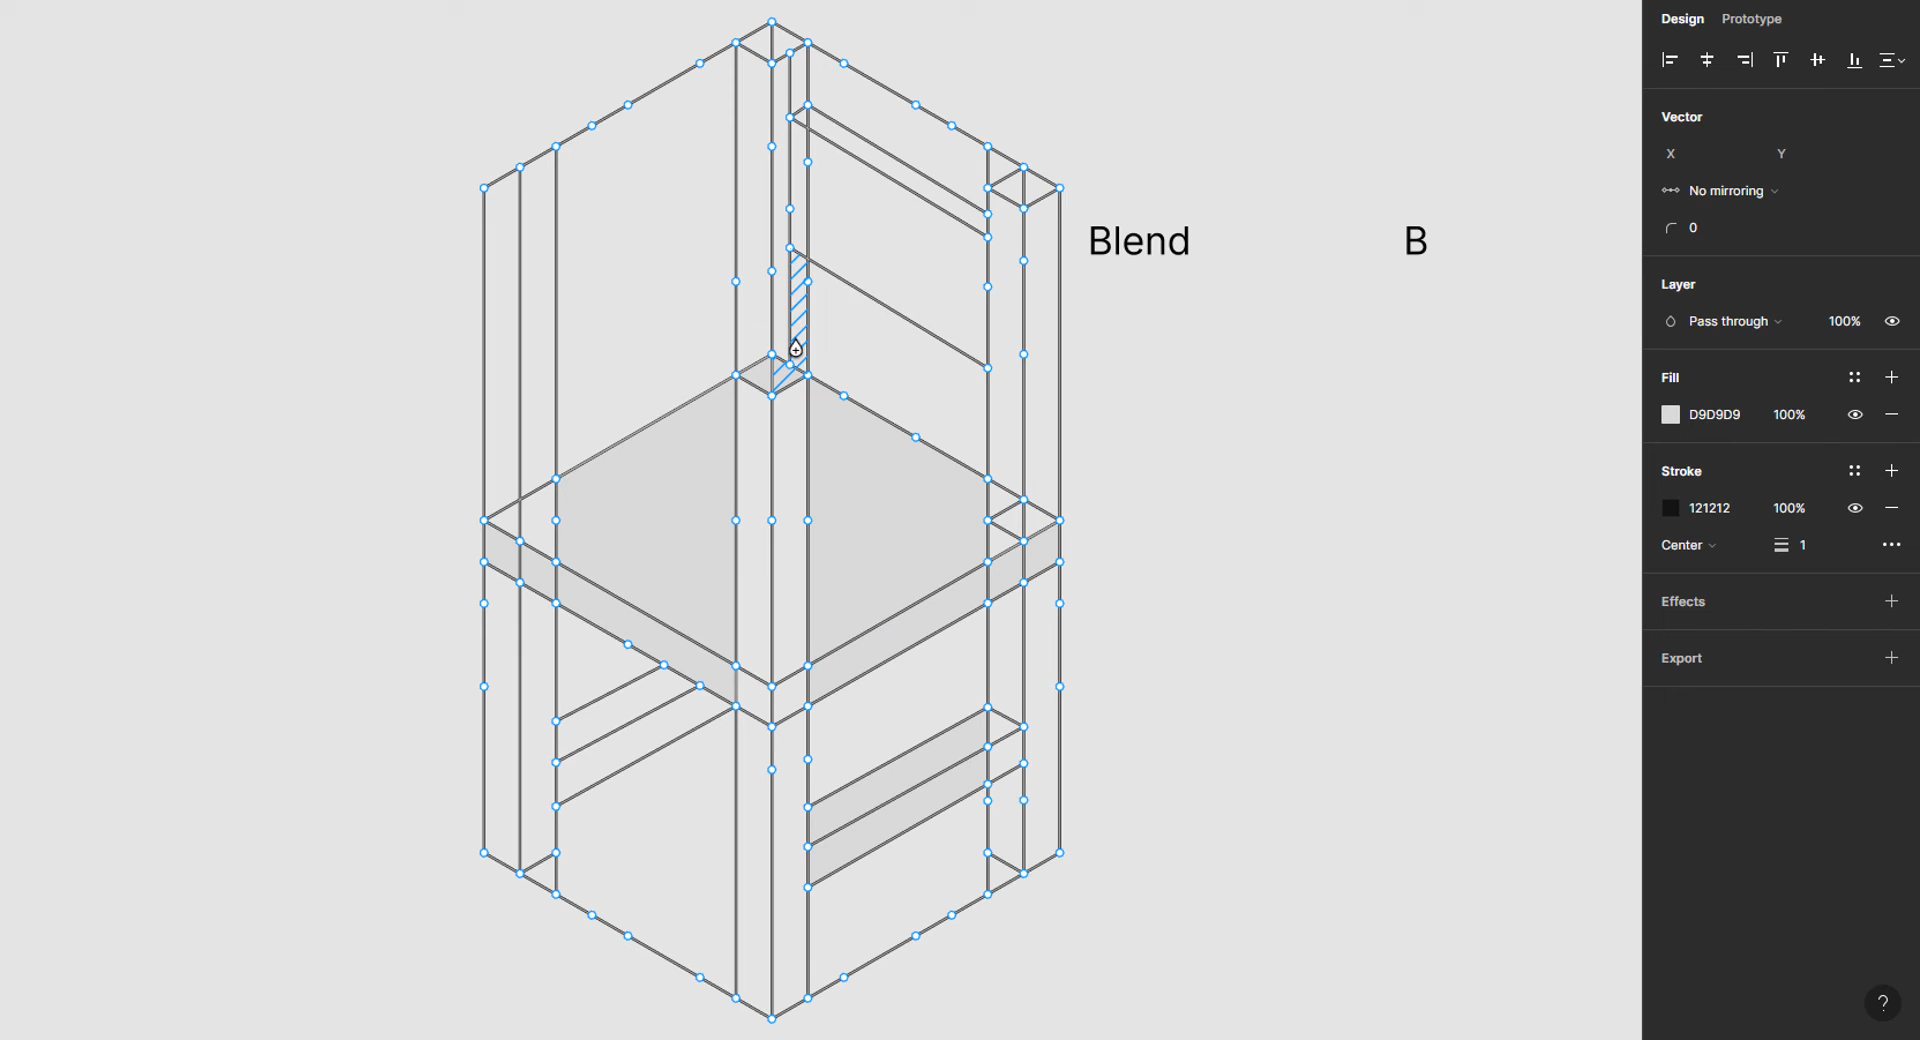 Design Prototype
Vector
X Y
No mirroring
0
Blend B
Layer
Pass through 100%
Fill
D9D9D9 100%
Stroke
121212 100%
Center 1
Effects
Export
?